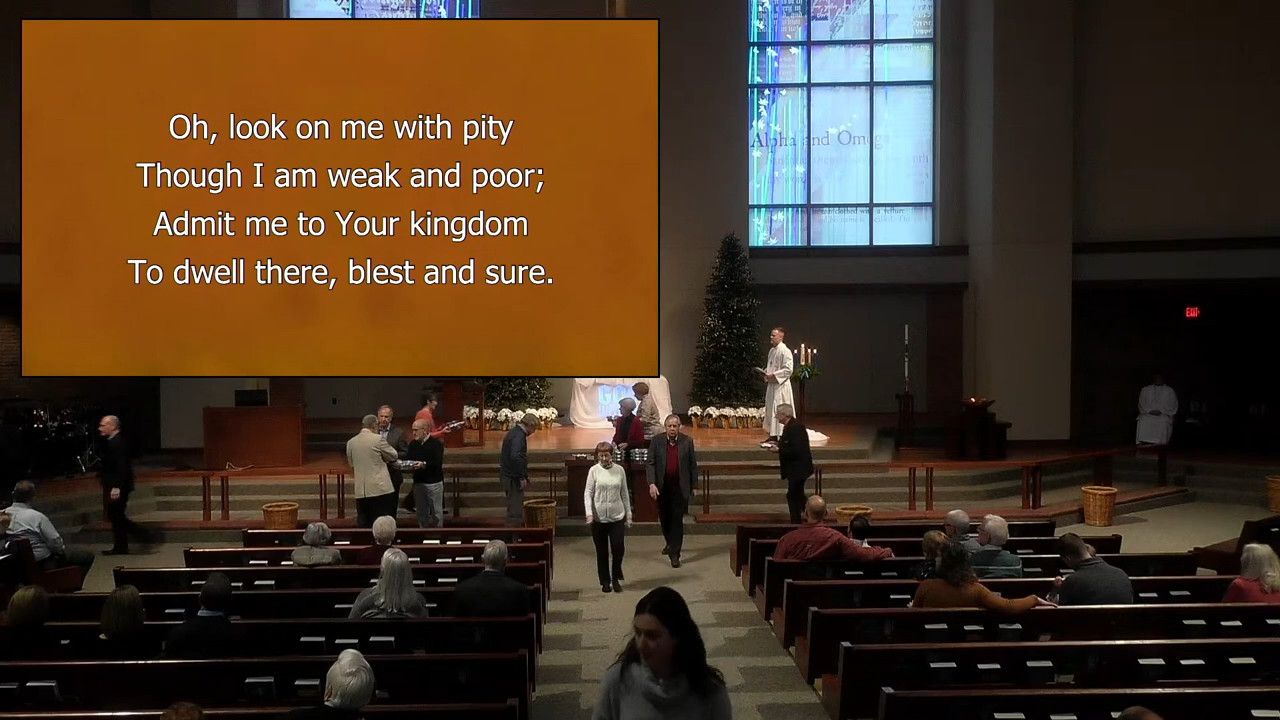 Oh, look on me with pity
Though I am weak and poor;
Admit me to Your kingdom
To dwell there, blest and sure.
Alpha and Omega
EXIT